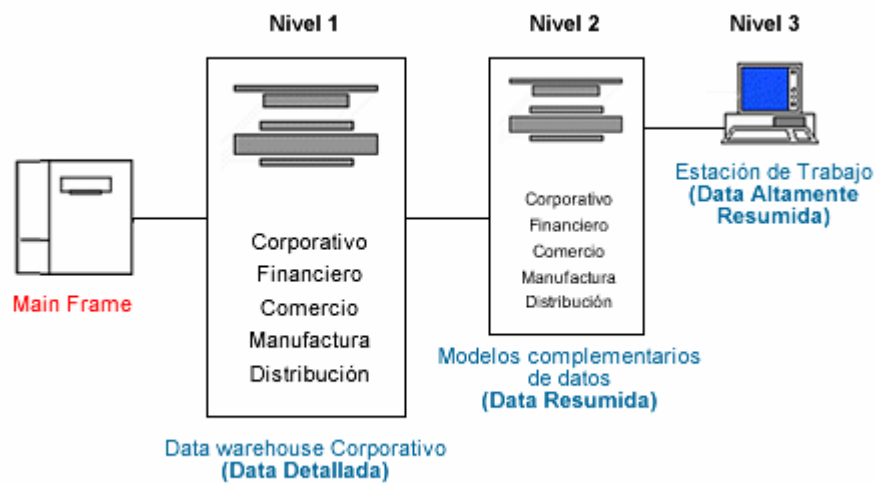 Nivel 1
Nivel 2
Nivel 3
Main Frame
Corporativo
Financiero
Comercio
Manufactura
Distribución
Data warehouse Corporativo
(Data Detallada)
Corporativo
Financiero
Comercio
Manufactura
Distribución
Modelos complementarios
de datos
(Data Resumida)
Estación de Trabajo
(Data Altamente
Resumida)